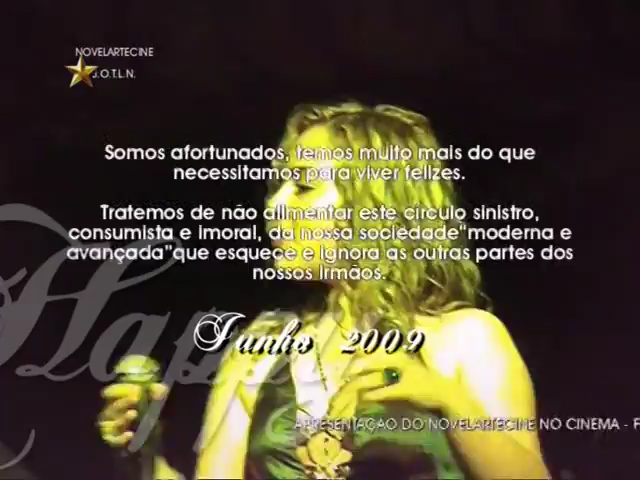 NOVELARTECINE
J.O.T.L.N.
Somos afortunados, temos muito mais do que
necessitamos para viver felizes.
Tratemos de não alimentar este círculo sinistro,
consumista e imoral, da nossa sociedade"moderna e
avançada"que esquece e ignora as outras partes dos
nossos irmãos.
Happy
Junho 2009
APRESENTAÇÃO DO NOVELARTECINE NO CINEMA - F